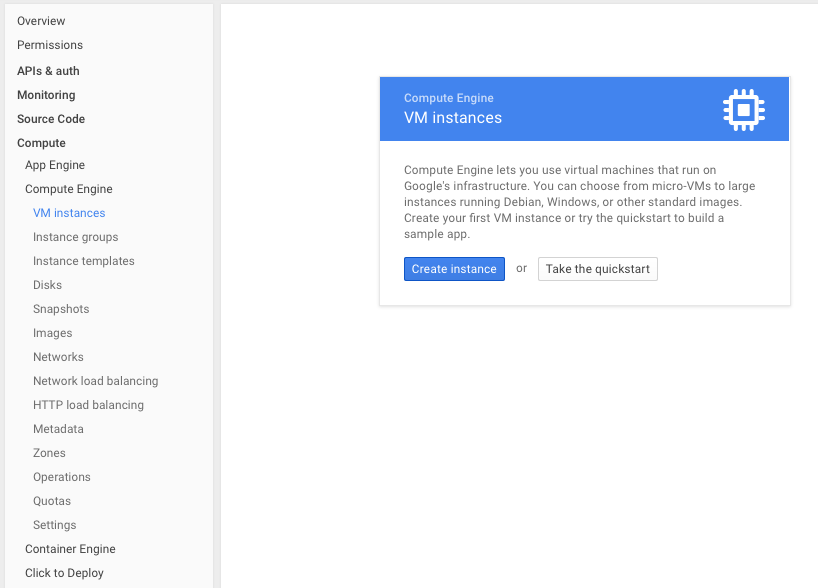 Overview
Permissions
APIs & auth
Monitoring
Source Code
Compute
App Engine
Compute Engine
VM instances
Instance groups
Instance templates
Disks
Snapshots
Images
Networks
Network load balancing
HTTP load balancing
Metadata
Zones
Operations
Quotas
Settings
Container Engine
Click to Deploy
Compute Engine
VM instances
Compute Engine lets you use virtual machines that run on
Google's infrastructure. You can choose from micro-VMs to large
instances running Debian, Windows, or other standard images.
Create your first VM instance or try the quickstart to build a
sample app.
Create instance or Take the quickstart